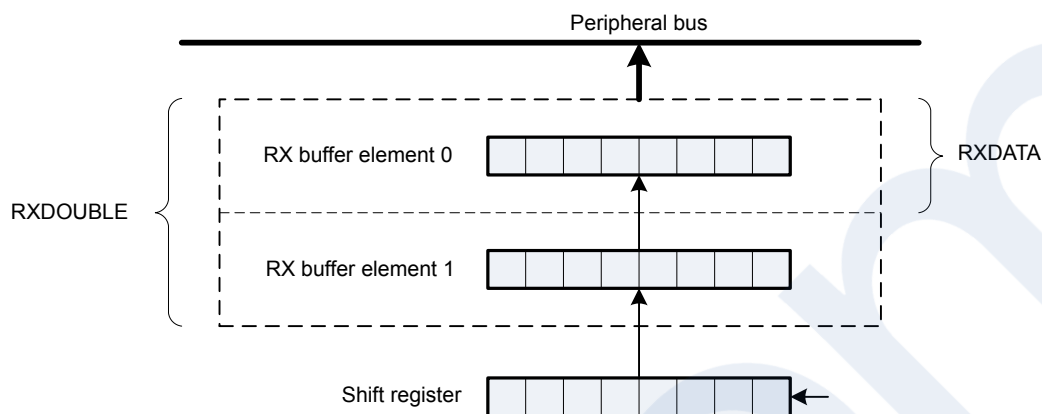 Peripheral bus
RX buffer element 0
RXDATA
RXDOUBLE
RX buffer element 1
Shift register